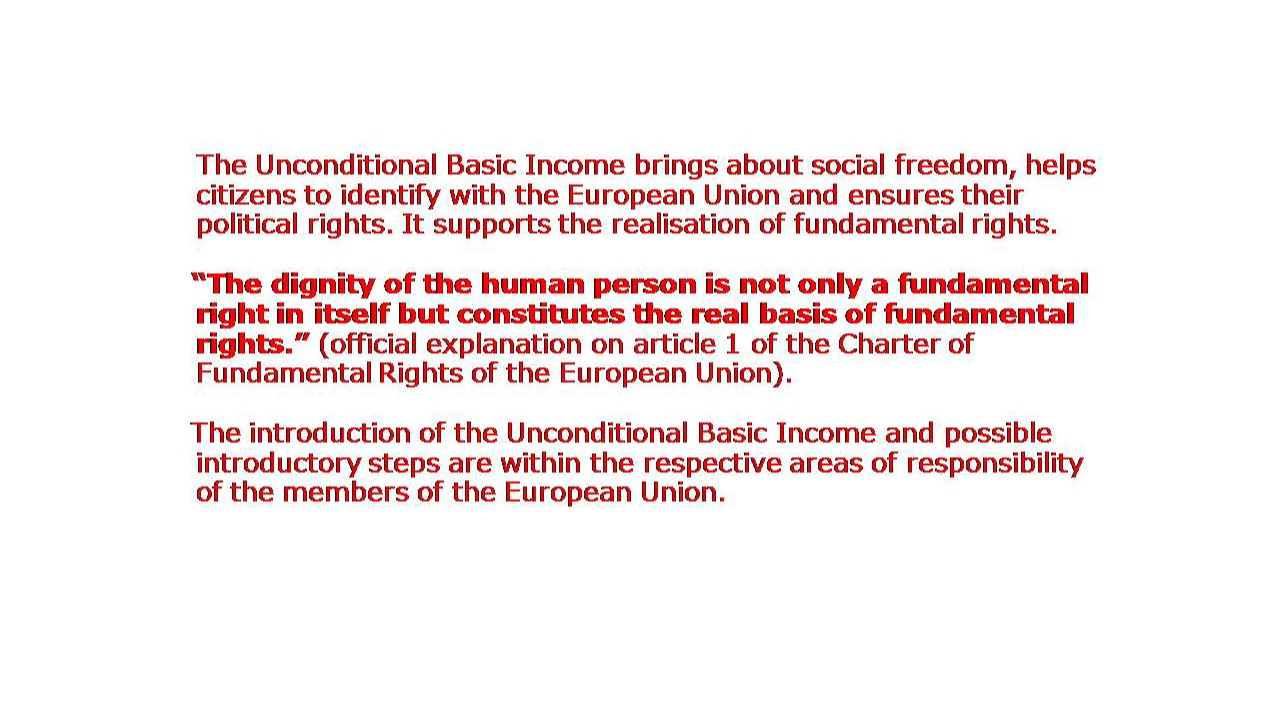 The Unconditional Basic Income brings about social freedom, helps
citizens to identify with the European Union and ensures their
political rights. It supports the realisation of fundamental rights.
“The dignity of the human person is not only a fundamental
right in itself but constitutes the real basis of fundamental
rights.” (official explanation on article 1 of the Charter of
Fundamental Rights of the European Union).
The introduction of the Unconditional Basic Income and possible
introductory steps are within the respective areas of responsibility
of the members of the European Union.